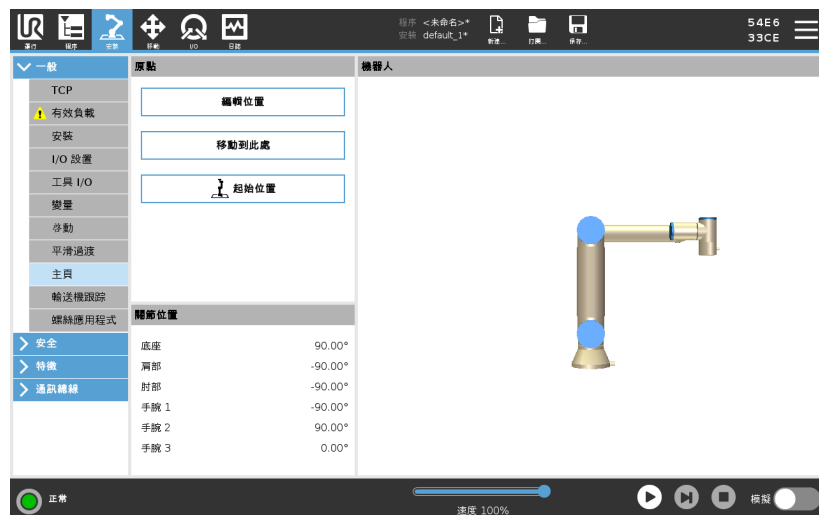 UR
運行
程序
安裝
移動
I/O
日誌
程序 <未命名>*
安裝 default_1*
新建...
打開...
保存...
54E6
33CE
一般
TCP
有效負載
安裝
I/O 設置
工具 I/O
變量
啓動
平滑過渡
主頁
輸送機跟踪
螺絲應用程式
安全
特徵
通訊總線
原點
編輯位置
移動到此處
起始位置
關節位置
底座 90.00°
肩部 -90.00°
肘部 -90.00°
手腕 1 -90.00°
手腕 2 90.00°
手腕 3 0.00°
機器人
正常
速度 100%
模擬